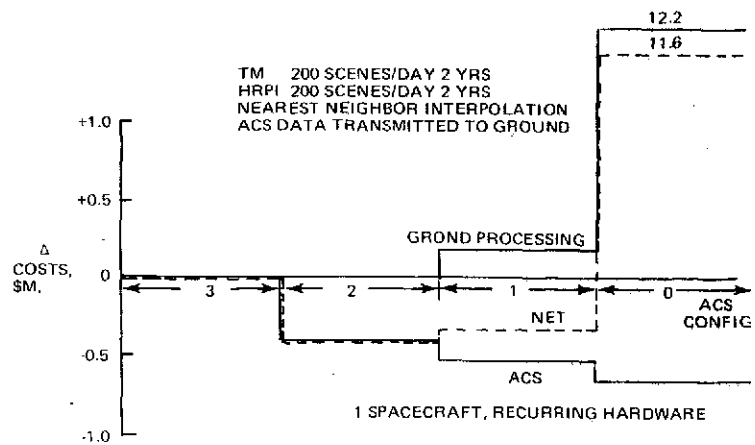 12.2
11.6
TM 200 SCENES/DAY 2 YRS
HRPI 200 SCENES/DAY 2 YRS
NEAREST NEIGHBOR INTERPOLATION
ACS DATA TRANSMITTED TO GROUND
+1.0
+0.5
GROND PROCESSING
Δ
COSTS,
$M.
0
3
2
1
0
ACS
CONFIG
NET
-0.5
ACS
1 SPACECRAFT, RECURRING HARDWARE
-1.0